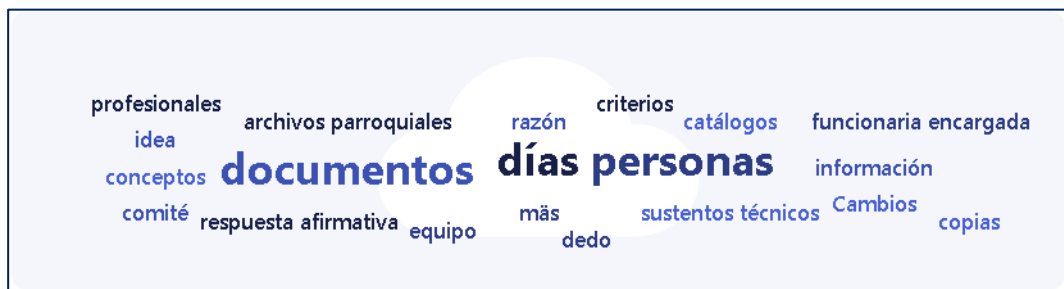 profesionales
criterios
archivos parroquiales
razón
catálogos
funcionaria encargada
idea
documentos
días
personas
información
conceptos
comité
respuesta afirmativa
equipo
mäs
dedo
sustentos técnicos
Cambios
copias